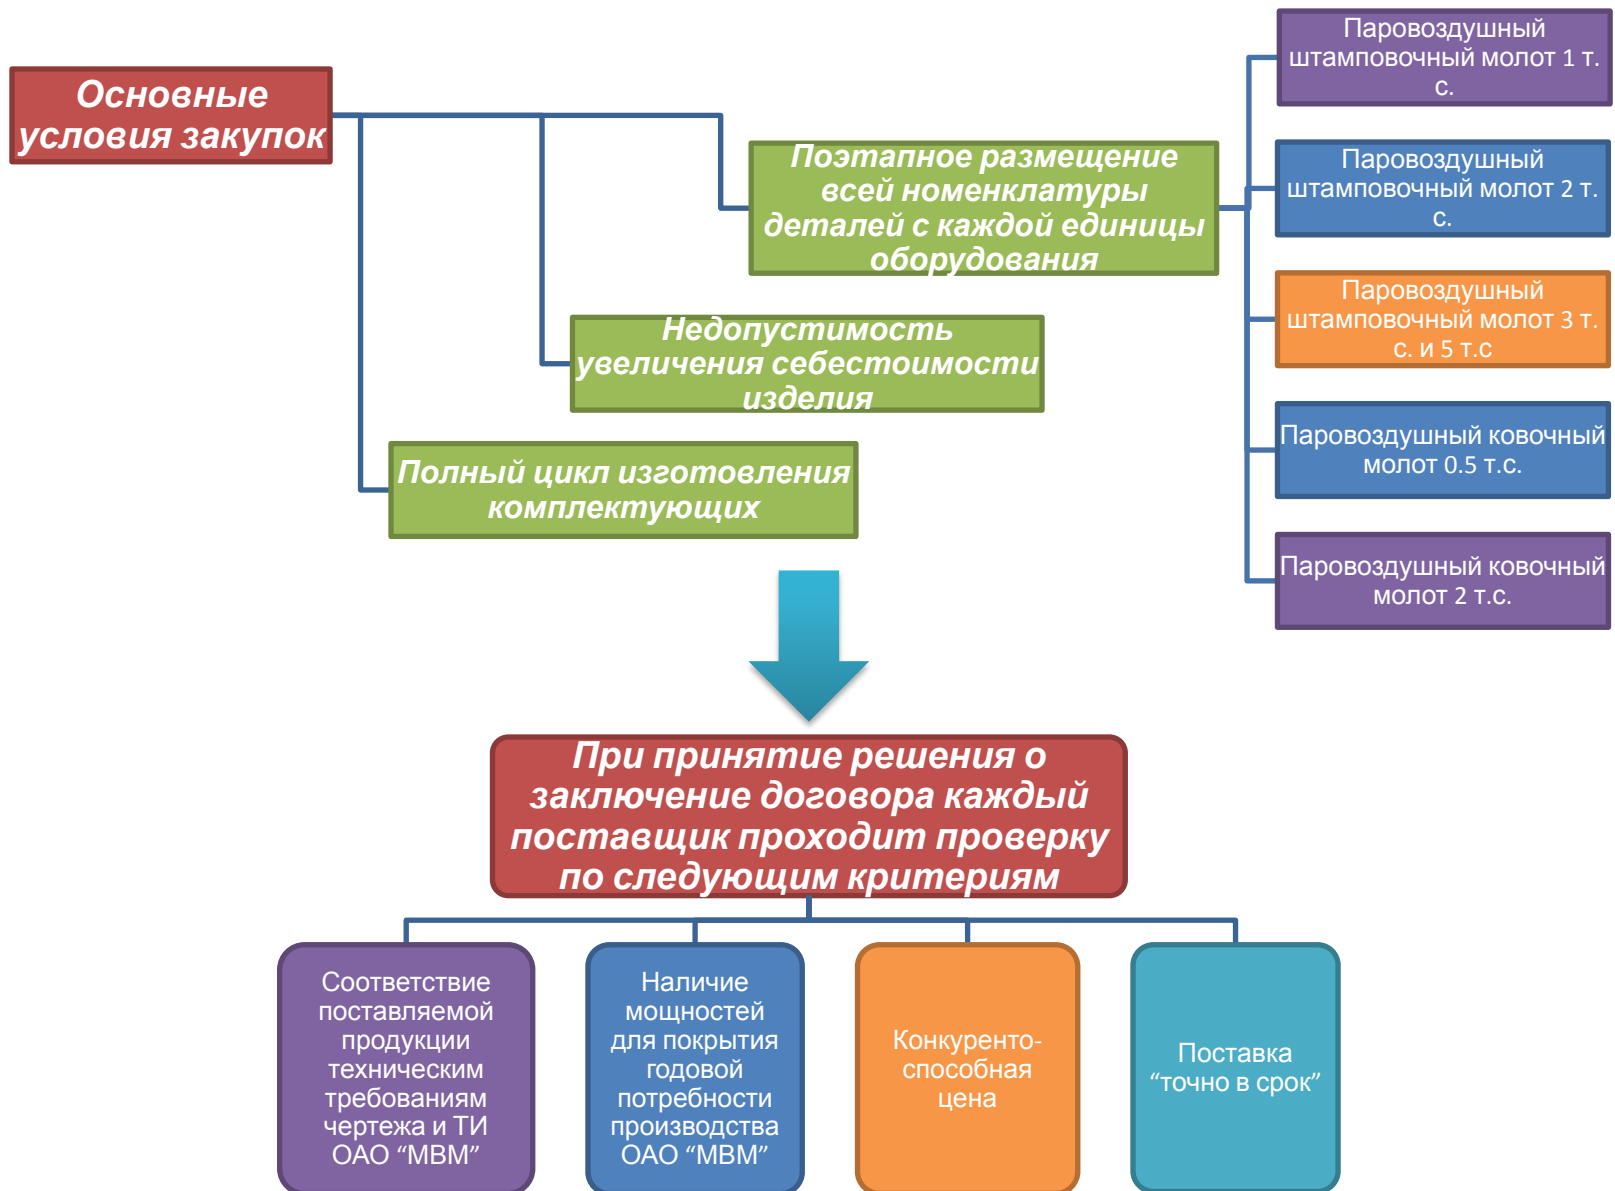 Основные
условия закупок
Поэтапное размещение
всей номенклатуры
деталей с каждой единицы
оборудования
Недопустимость
увеличения себестоимости
изделия
Полный цикл изготовления
комплектующих
Паровоздушный
штамповочный молот 1 т.
с.
Паровоздушный
штамповочный молот 2 т.
с.
Паровоздушный
штамповочный молот 3 т.
с. и 5 т.с
Паровоздушный ковочный
молот 0.5 т.с.
Паровоздушный ковочный
молот 2 т.с.
При принятие решения о
заключение договора каждый
поставщик проходит проверку
по следующим критериям
Соответствие
поставляемой
продукции
техническим
требованиям
чертежа и ТИ
ОАО “МВМ”
Наличие
мощностей
для покрытия
годовой
потребности
производства
ОАО “МВМ”
Конкуренто-
способная
цена
Поставка
“точно в срок”